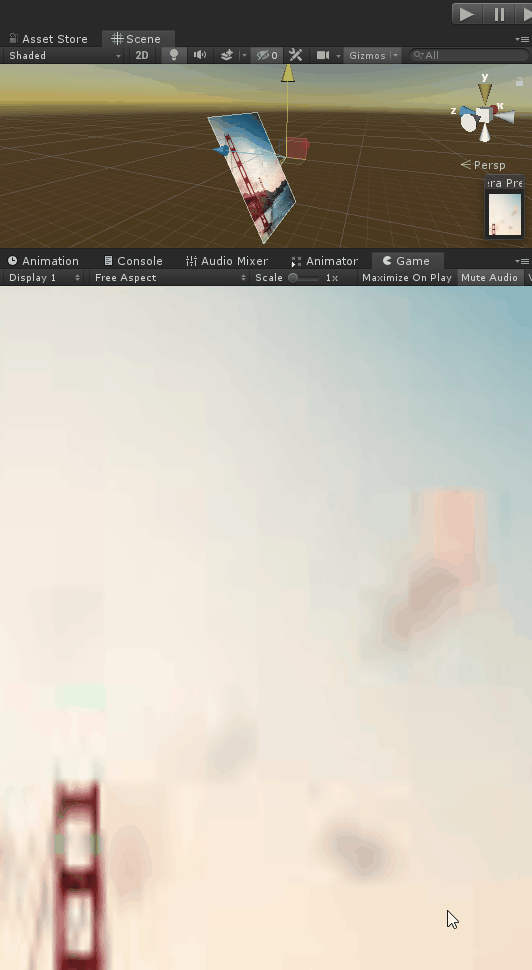 Asset Store Scene
Shaded 2D 0 Gizmos All
y
z x
Persp
era Pre
Animation Console Audio Mixer Animator Game
Display 1 Free Aspect Scale 1x Maximize On Play Mute Audio V